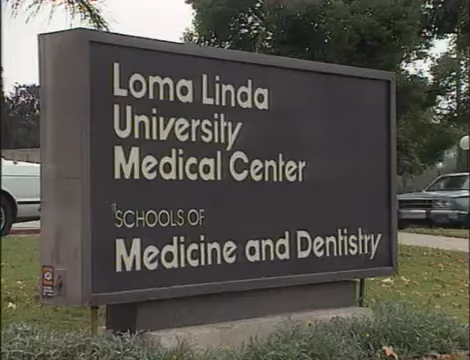 Loma Linda
University
Medical Center
SCHOOLS OF
Medicine and Dentistry